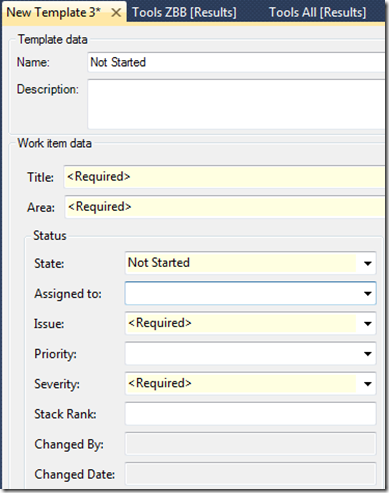 New Template 3* X Tools ZBB [Results] Tools All [Results]
Template data
Name: Not Started
Description:
Work item data
Title: <Required>
Area: <Required>
Status
State: Not Started
Assigned to:
Issue: <Required>
Priority:
Severity: <Required>
Stack Rank:
Changed By:
Changed Date: